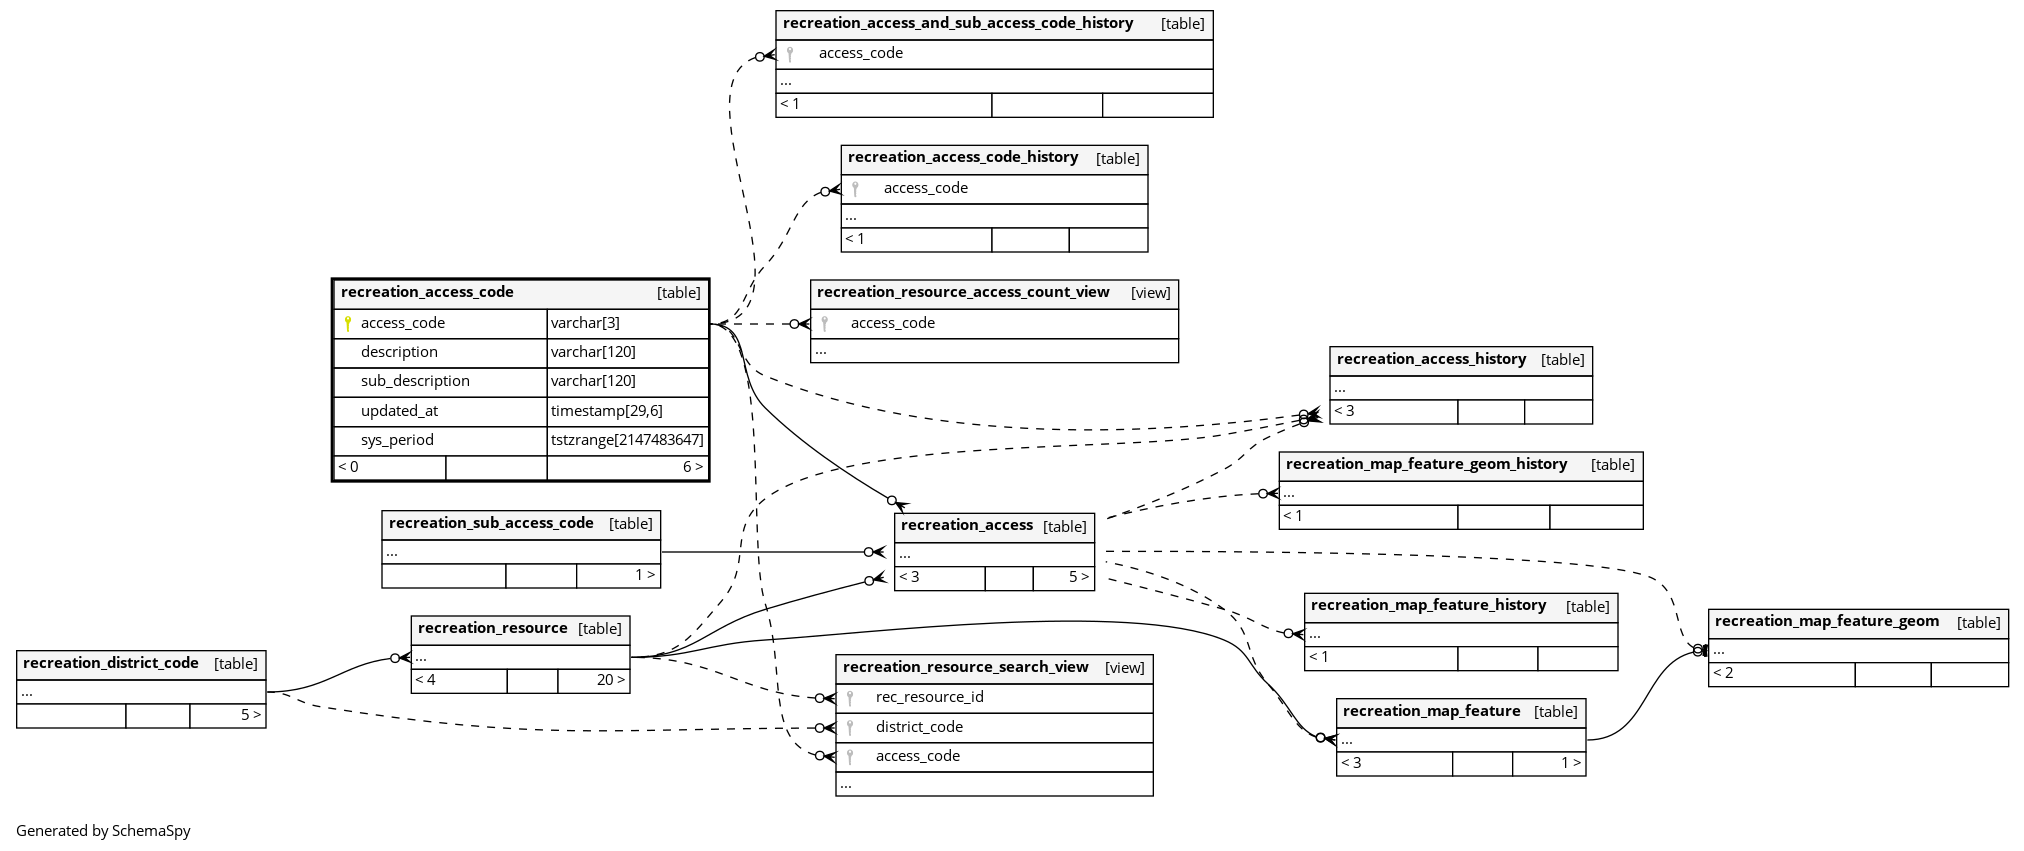 recreation_access_and_sub_access_code_history [table]
access_code
...
< 1
recreation_access_code_history [table]
access_code
...
< 1
recreation_access_code [table]
access_code varchar[3]
description varchar[120]
sub_description varchar[120]
updated_at timestamp[29,6]
sys_period tstzrange[2147483647]
< 0 6 >
recreation_resource_access_count_view [view]
access_code
...
recreation_access_history [table]
...
< 3
recreation_map_feature_geom_history [table]
...
< 1
recreation_sub_access_code [table]
...
1 >
recreation_access [table]
...
< 3 5 >
recreation_resource [table]
...
< 4 20 >
recreation_map_feature_history [table]
...
< 1
recreation_map_feature_geom [table]
...
< 2
recreation_district_code [table]
...
5 >
recreation_resource_search_view [view]
rec_resource_id
district_code
access_code
...
recreation_map_feature [table]
...
< 3 1 >
Generated by SchemaSpy